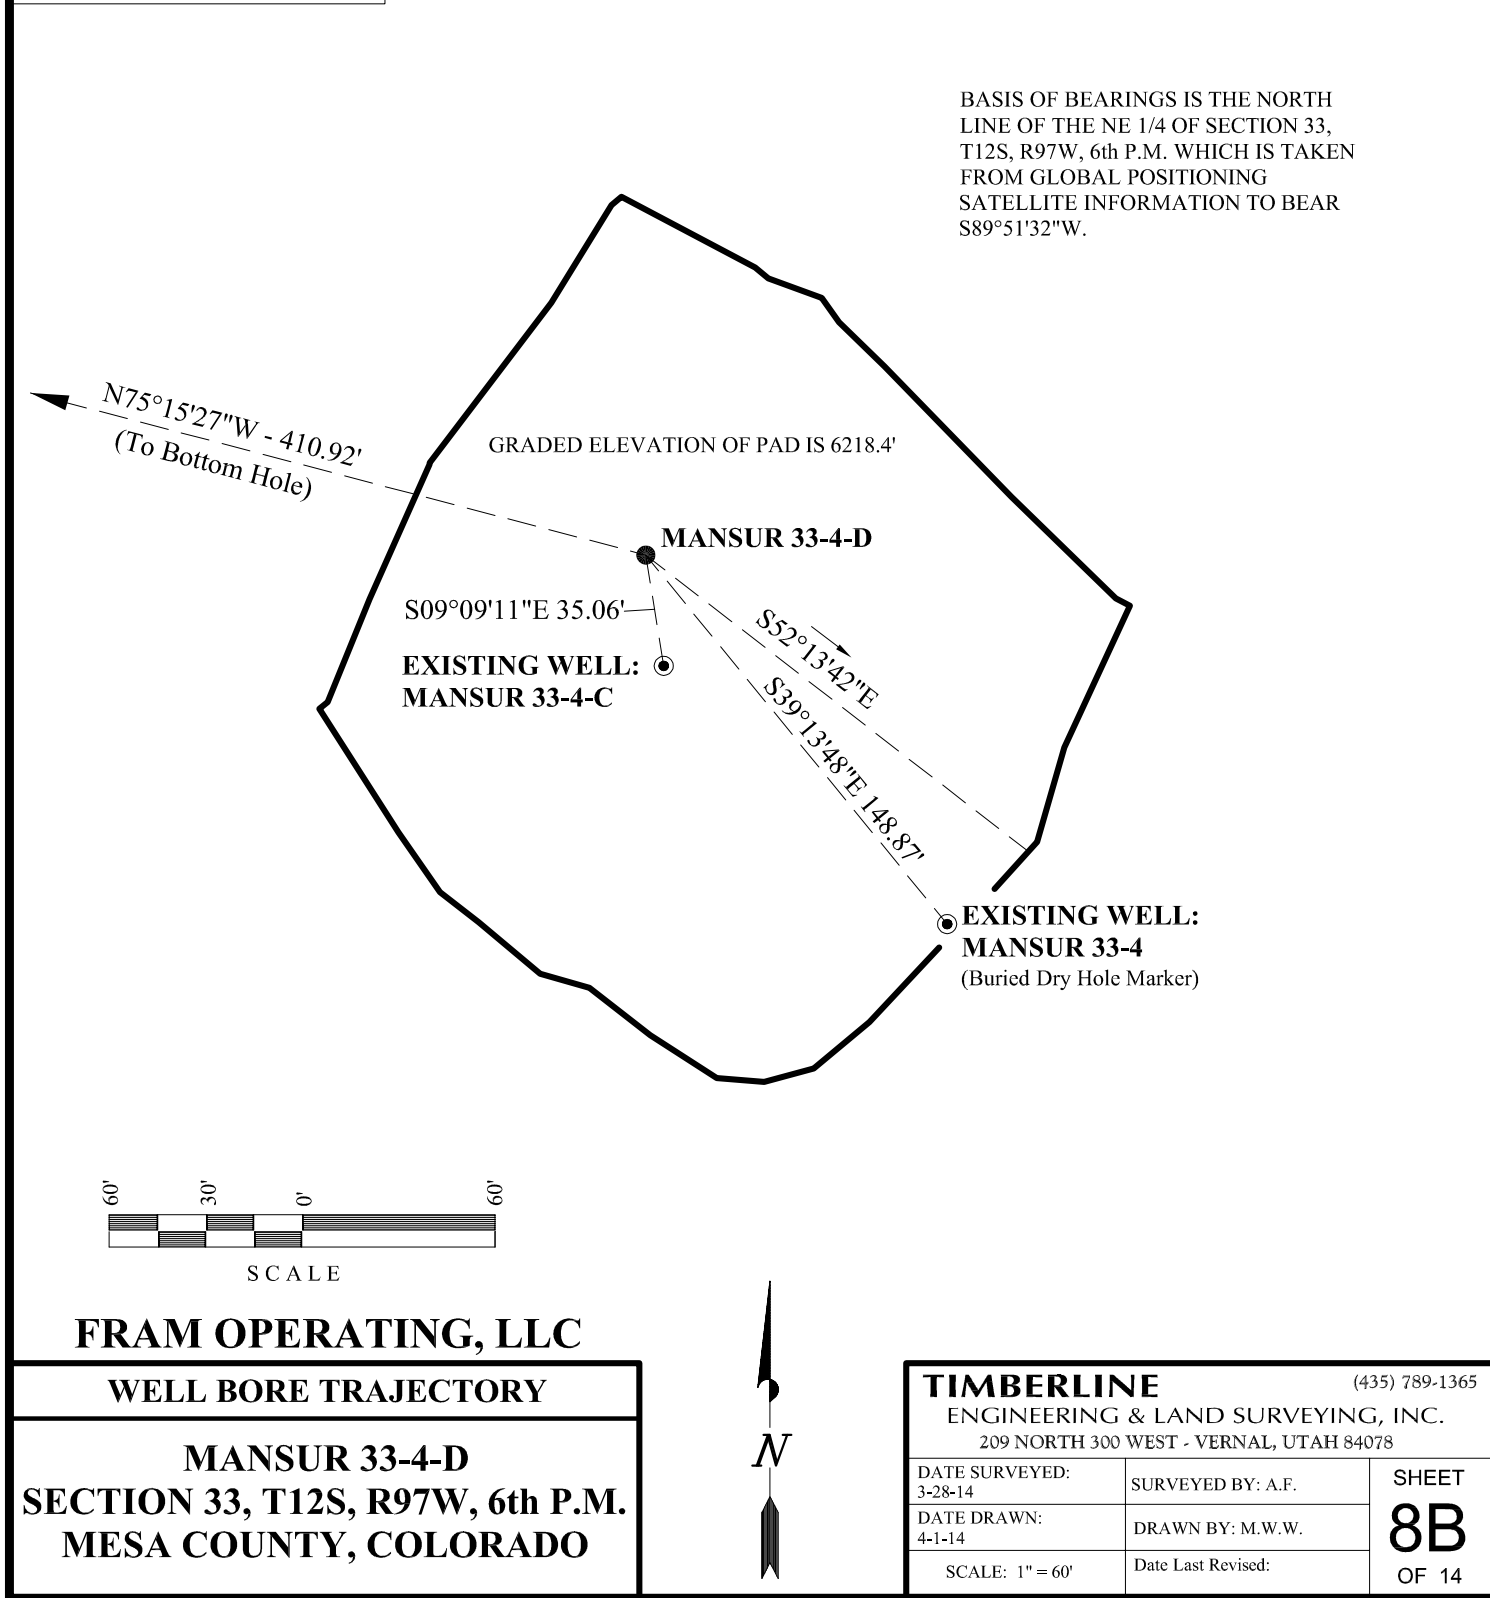 BASIS OF BEARINGS IS THE NORTH
LINE OF THE NE 1/4 OF SECTION 33,
T12S, R97W, 6th P.M. WHICH IS TAKEN
FROM GLOBAL POSITIONING
SATELLITE INFORMATION TO BEAR
S89°51'32"W.
N75°15'27"W - 410.92'
(To Bottom Hole)
GRADED ELEVATION OF PAD IS 6218.4'
MANSUR 33-4-D
S09°09'11"E 35.06'
EXISTING WELL:
MANSUR 33-4-C
S52°13'42"E
S39°13'48"E 148.87'
EXISTING WELL:
MANSUR 33-4
(Buried Dry Hole Marker)
60' 30' 0' 60'
SCALE
FRAM OPERATING, LLC
WELL BORE TRAJECTORY
MANSUR 33-4-D
SECTION 33, T12S, R97W, 6th P.M.
MESA COUNTY, COLORADO
N
TIMBERLINE (435) 789-1365
ENGINEERING & LAND SURVEYING, INC.
209 NORTH 300 WEST - VERNAL, UTAH 84078
DATE SURVEYED:
3-28-14
SURVEYED BY: A.F.
DATE DRAWN:
4-1-14
DRAWN BY: M.W.W.
SCALE: 1" = 60'
Date Last Revised:
SHEET
8B
OF 14